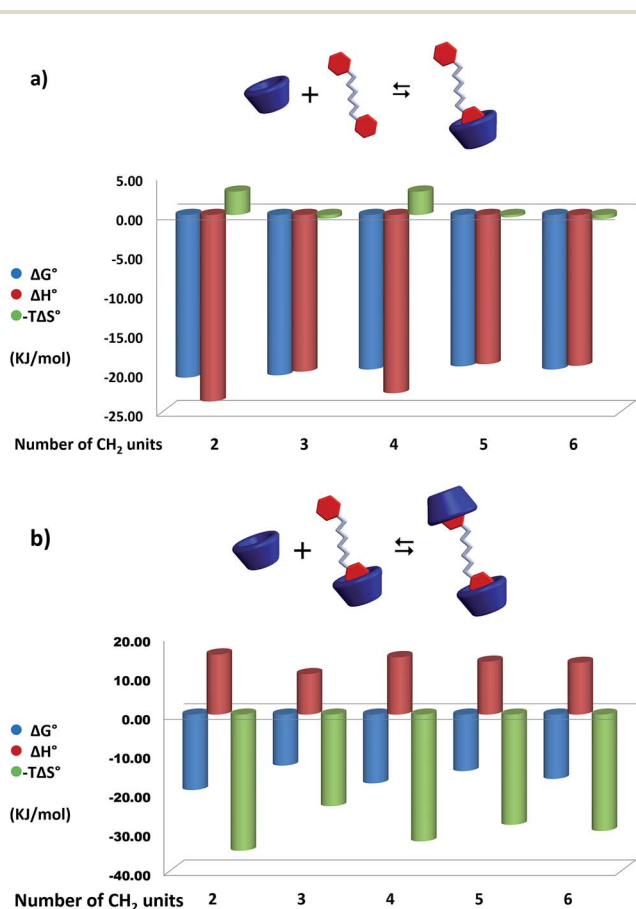 a)
+
5.00
0.00
-5.00
-10.00
-15.00
-20.00
-25.00
ΔG°
ΔH°
-TΔS°
(KJ/mol)
Number of CH₂ units 2 3 4 5 6
b)
+
20.00
10.00
0.00
-10.00
-20.00
-30.00
-40.00
ΔG°
ΔH°
-TΔS°
(KJ/mol)
Number of CH₂ units 2 3 4 5 6